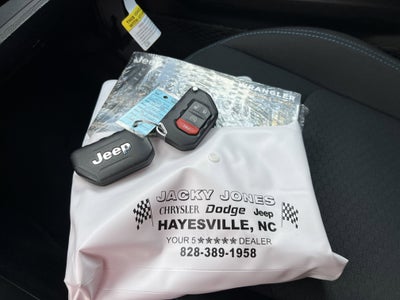 Jeep
WRANGLER
Jeep
JACKY JONES
CHRYSLER Dodge Jeep
HAYESVILLE, NC
YOUR 5 ★★★★★ DEALER
828-389-1958